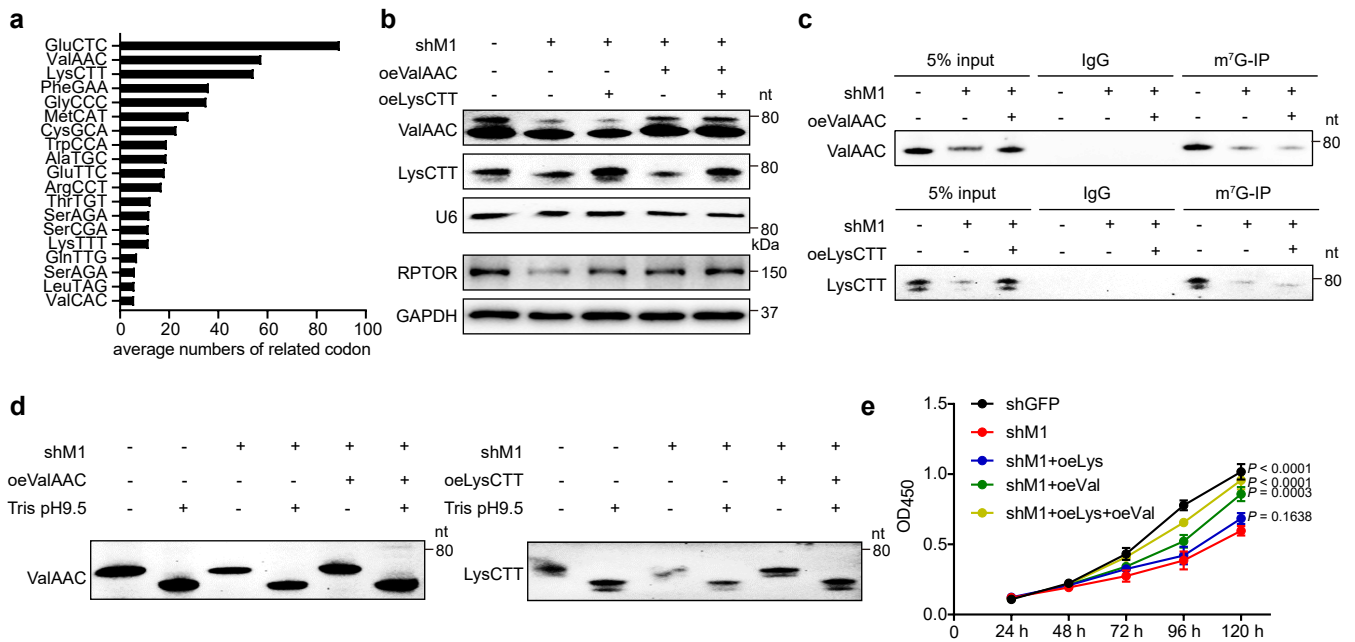 a
GluCTC
ValAAC
LysCTT
PheGAA
GlyCCC
MetCAT
CysGCA
TrpCCA
AlaTGC
GluTTC
ArgCCT
ThrTGT
SerAGA
SerCGA
LysTTT
GlnTTG
SerAGA
LeuTAG
ValCAC
0 20 40 60 80 100
average numbers of related codon
b
shM1 - + + + +
oeValAAC - - - + +
oeLysCTT - - + - + nt
ValAAC 80
LysCTT 80
U6 80
kDa
RPTOR 150
GAPDH 37
c
5% input IgG m⁷G-IP
shM1 - + + - + + - + +
oeValAAC - - + - - + - - + nt
ValAAC 80
5% input IgG m⁷G-IP
shM1 - + + - + + - + +
oeLysCTT - - + - - + - - + nt
LysCTT 80
d
shM1 - - + + + +
oeValAAC - - - - + +
Tris pH9.5 - + - + - +
nt
80
ValAAC
shM1 - - + + + +
oeLysCTT - - - - + +
Tris pH9.5 - + - + - +
nt
80
LysCTT
e
OD450
1.5
1.0
0.5
0.0
0 24 h 48 h 72 h 96 h 120 h
shGFP
shM1
shM1+oeLys
shM1+oeVal
shM1+oeLys+oeVal
P < 0.0001
P < 0.0001
P = 0.0003
P = 0.1638